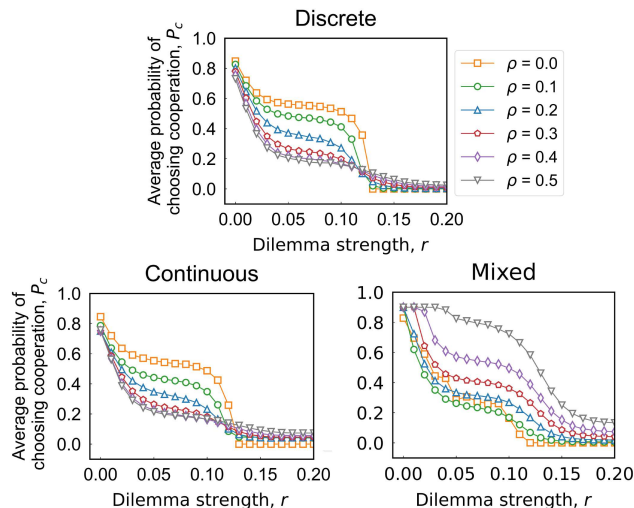 Discrete
Average probability of
choosing cooperation, P_c
1.0
0.8
0.6
0.4
0.2
0.0
0.00 0.05 0.10 0.15 0.20
Dilemma strength, r
ρ = 0.0
ρ = 0.1
ρ = 0.2
ρ = 0.3
ρ = 0.4
ρ = 0.5
Continuous
Average probability of
choosing cooperation, P_c
1.0
0.8
0.6
0.4
0.2
0.0
0.00 0.05 0.10 0.15 0.20
Dilemma strength, r
Mixed
1.0
0.8
0.6
0.4
0.2
0.0
0.00 0.05 0.10 0.15 0.20
Dilemma strength, r